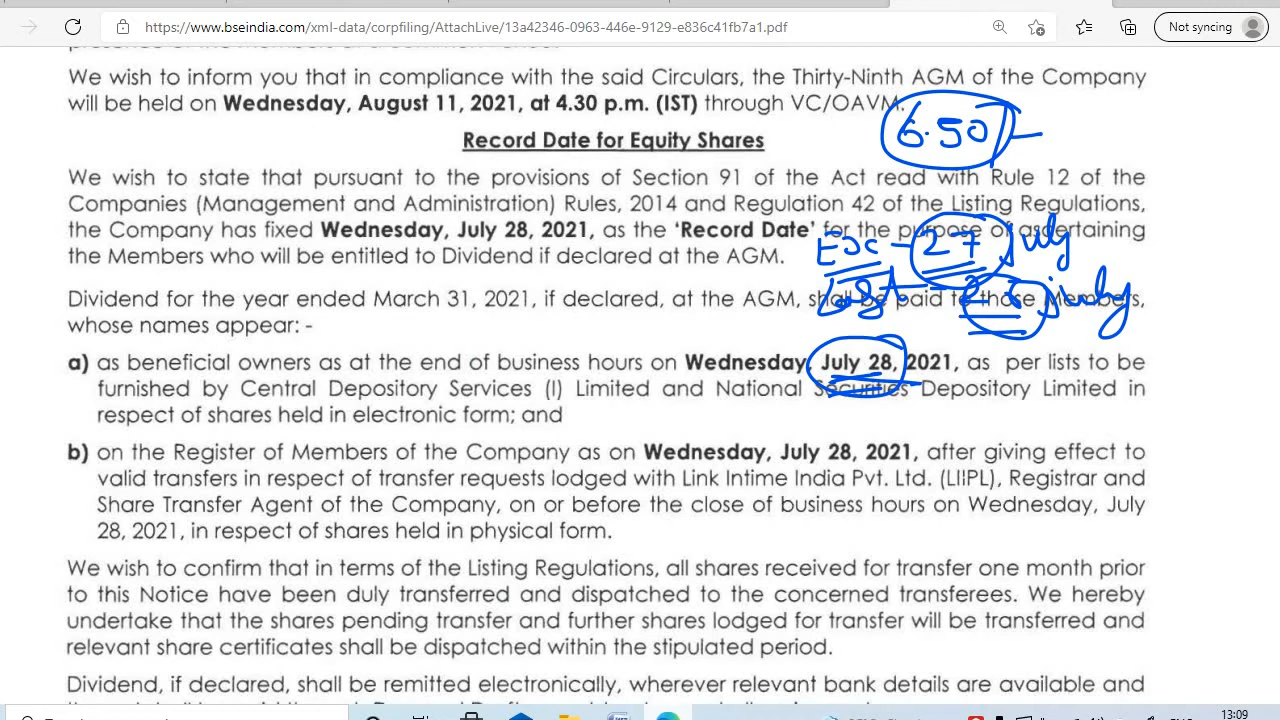 https://www.bseindia.com/xml-data/corpfiling/AttachLive/13a42346-0963-446e-9129-e836c41fb7a1.pdf
Not syncing
We wish to inform you that in compliance with the said Circulars, the Thirty-Ninth AGM of the Company
will be held on Wednesday, August 11, 2021, at 4.30 p.m. (IST) through VC/OAVM.
6.50/-
Record Date for Equity Shares
We wish to state that pursuant to the provisions of Section 91 of the Act read with Rule 12 of the
Companies (Management and Administration) Rules, 2014 and Regulation 42 of the Listing Regulations,
the Company has fixed Wednesday, July 28, 2021, as the ‘Record Date’ for the purpose of ascertaining
the Members who will be entitled to Dividend if declared at the AGM.
27 July
Dividend for the year ended March 31, 2021, if declared, at the AGM, shall be paid to those Members,
Last - July
whose names appear: -
a) as beneficial owners as at the end of business hours on Wednesday, July 28, 2021, as per lists to be
furnished by Central Depository Services (I) Limited and National Securities Depository Limited in
respect of shares held in electronic form; and
b) on the Register of Members of the Company as on Wednesday, July 28, 2021, after giving effect to
valid transfers in respect of transfer requests lodged with Link Intime India Pvt. Ltd. (LIIPL), Registrar and
Share Transfer Agent of the Company, on or before the close of business hours on Wednesday, July
28, 2021, in respect of shares held in physical form.
We wish to confirm that in terms of the Listing Regulations, all shares received for transfer one month prior
to this Notice have been duly transferred and dispatched to the concerned transferees. We hereby
undertake that the shares pending transfer and further shares lodged for transfer will be transferred and
relevant share certificates shall be dispatched within the stipulated period.
Dividend, if declared, shall be remitted electronically, wherever relevant bank details are available and
13:09